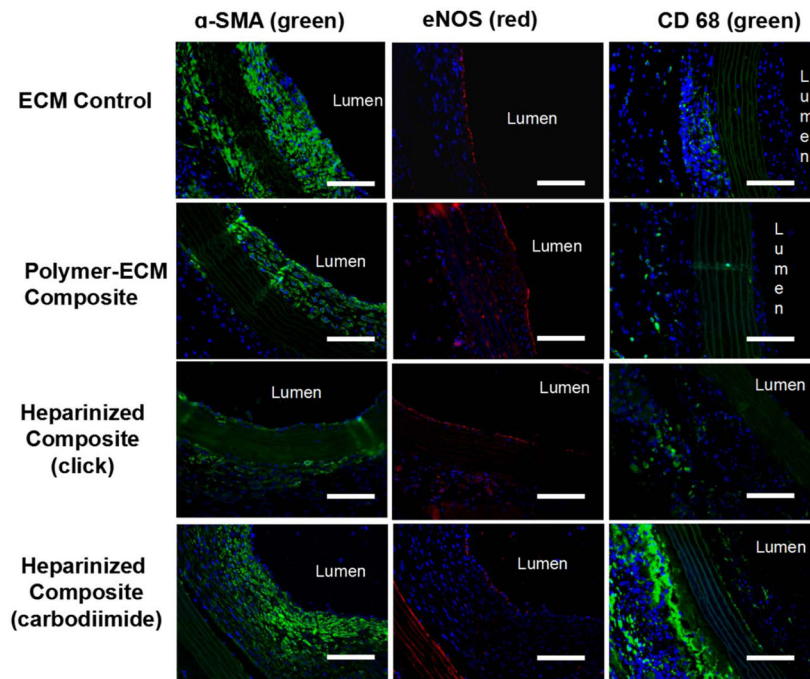 α-SMA (green) eNOS (red) CD 68 (green)
ECM Control
Lumen
Lumen
L
u
m
e
n
Polymer-ECM
Composite
Lumen
Lumen
L
u
m
e
n
Heparinized
Composite
(click)
Lumen
Lumen
Lumen
Heparinized
Composite
(carbodiimide)
Lumen
Lumen
Lumen